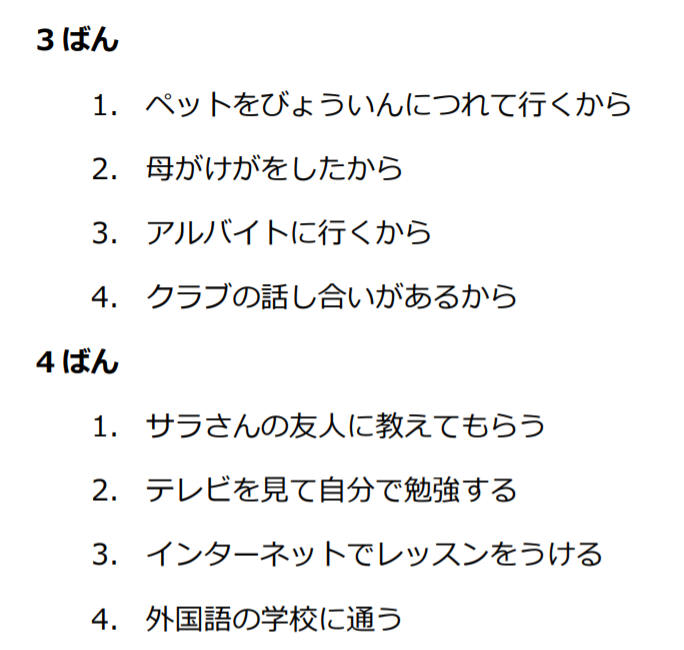 3ばん
1. ペットをびょういんにつれて行くから
2. 母がけがをしたから
3. アルバイトに行くから
4. クラブの話し合いがあるから
4ばん
1. サラさんの友人に教えてもらう
2. テレビを見て自分で勉強する
3. インターネットでレッスンをうける
4. 外国語の学校に通う